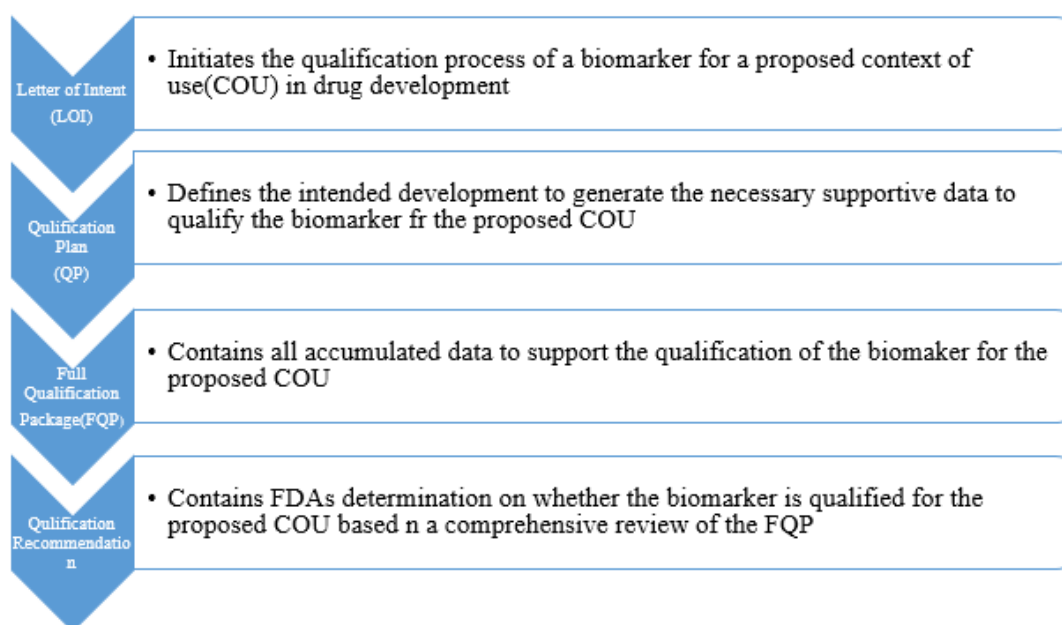 Letter of Intent
(LOI)
• Initiates the qualification process of a biomarker for a proposed context of
use(COU) in drug development
Qulification
Plan
(QP)
• Defines the intended development to generate the necessary supportive data to
qualify the biomarker fr the proposed COU
Full
Qualification
Package(FQP)
• Contains all accumulated data to support the qualification of the biomaker for the
proposed COU
Qulification
Recommendatio
n
• Contains FDAs determination on whether the biomarker is qualified for the
proposed COU based n a comprehensive review of the FQP